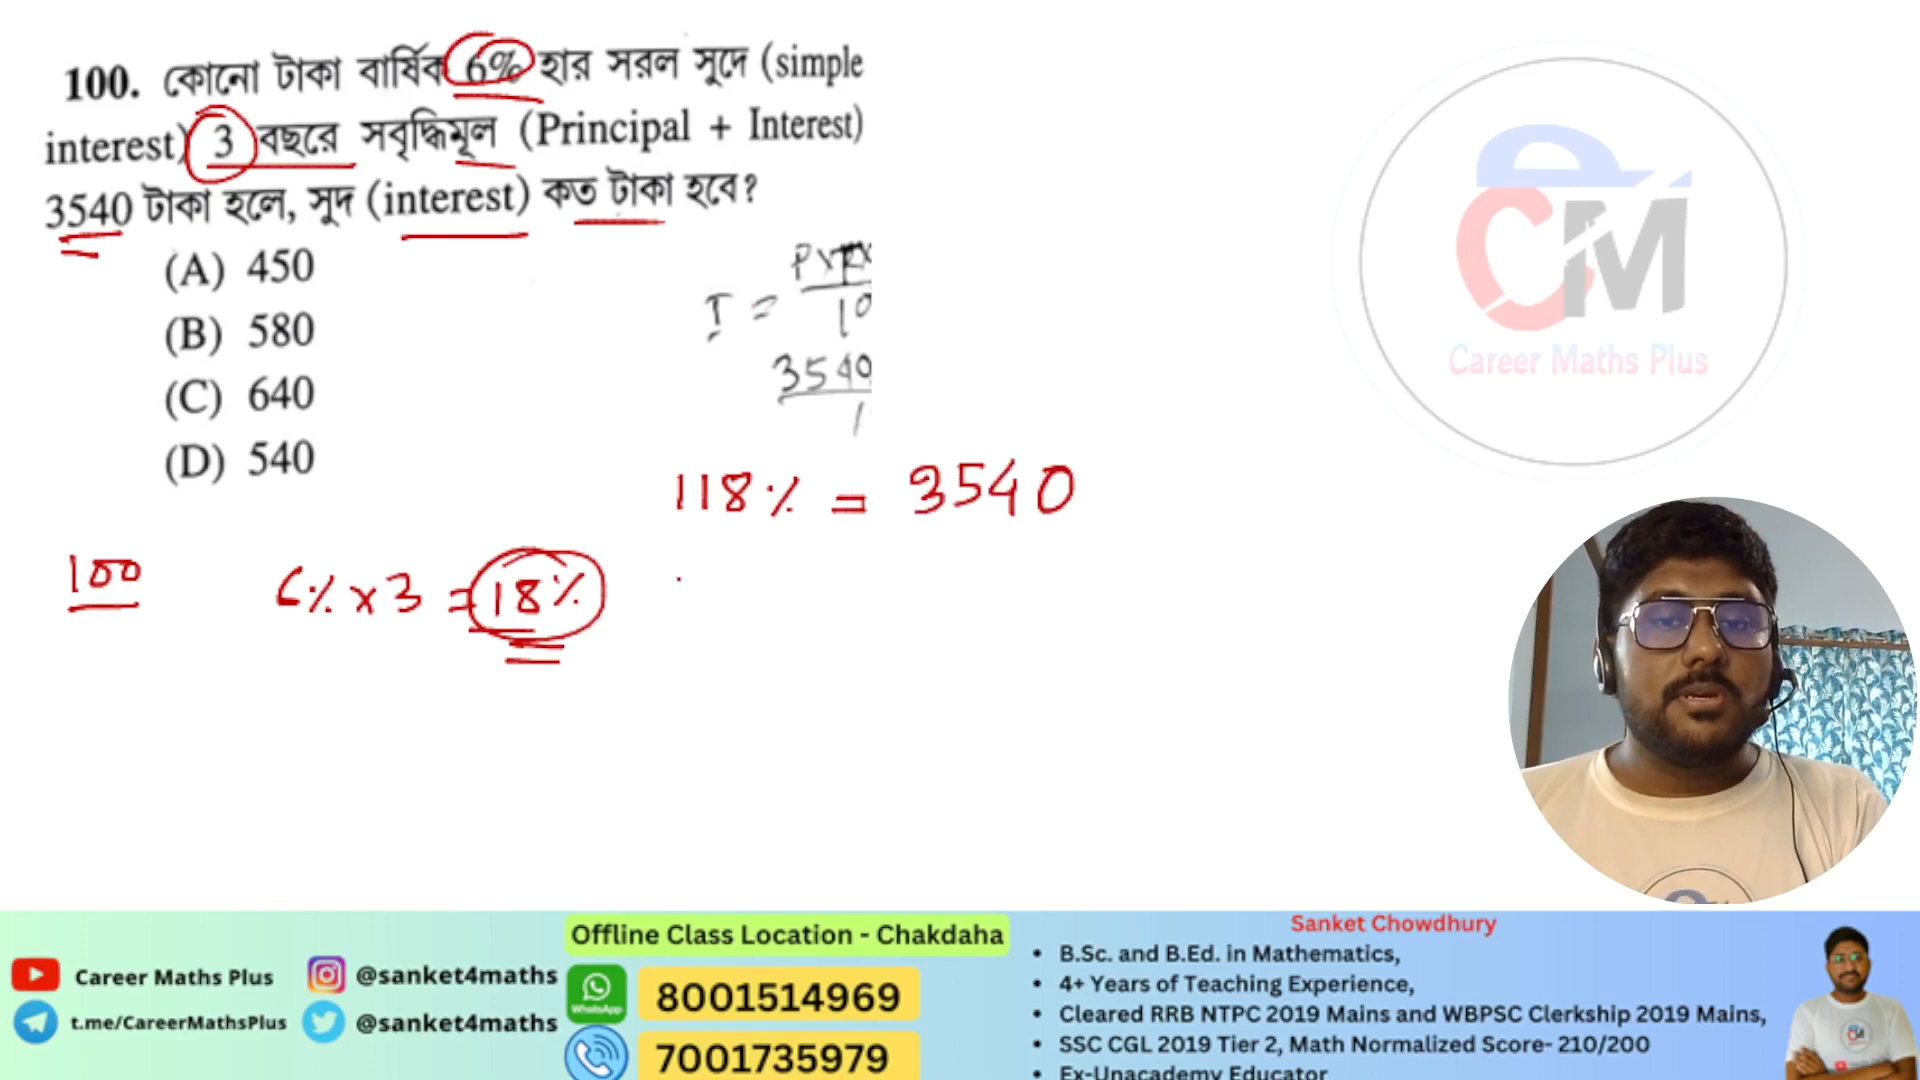 100. কোনো টাকা বার্ষিক 6% হার সরল সুদে (simple
interest) 3 বছরে সবৃদ্ধিমূল (Principal + Interest)
3540 টাকা হলে, সুদ (interest) কত টাকা হবে?
(A) 450
(B) 580
(C) 640
(D) 540
I =
10
3540
1
118% = 3540
100
6% x 3 = 18%
CM
Career Maths Plus
Offline Class Location - Chakdaha
Career Maths Plus
@sanket4maths
t.me/CareerMathsPlus
@sanket4maths
WhatsApp
8001514969
7001735979
Sanket Chowdhury
• B.Sc. and B.Ed. in Mathematics,
• 4+ Years of Teaching Experience,
• Cleared RRB NTPC 2019 Mains and WBPSC Clerkship 2019 Mains,
• SSC CGL 2019 Tier 2, Math Normalized Score- 210/200
• Ex-Unacademy Educator